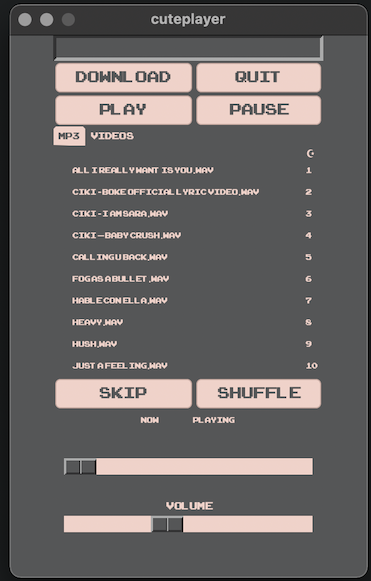 cuteplayer
DOWNLOAD QUIT
PLAY PAUSE
MP3 VIDEOS
ALL I REALLY WANT IS YOU.WAV 1
CIKI -BOKE OFFICIAL LYRIC VIDEO.WAV 2
CIKI - I AM SARA.WAV 3
CIKI – BABY CRUSH.WAV 4
CALLING U BACK.WAV 5
FOG AS A BULLET .WAV 6
HABLE CON ELLA.WAV 7
HEAVY.WAV 8
HUSH.WAV 9
JUST A FEELING.WAV 10
SKIP SHUFFLE
NOW PLAYING
VOLUME